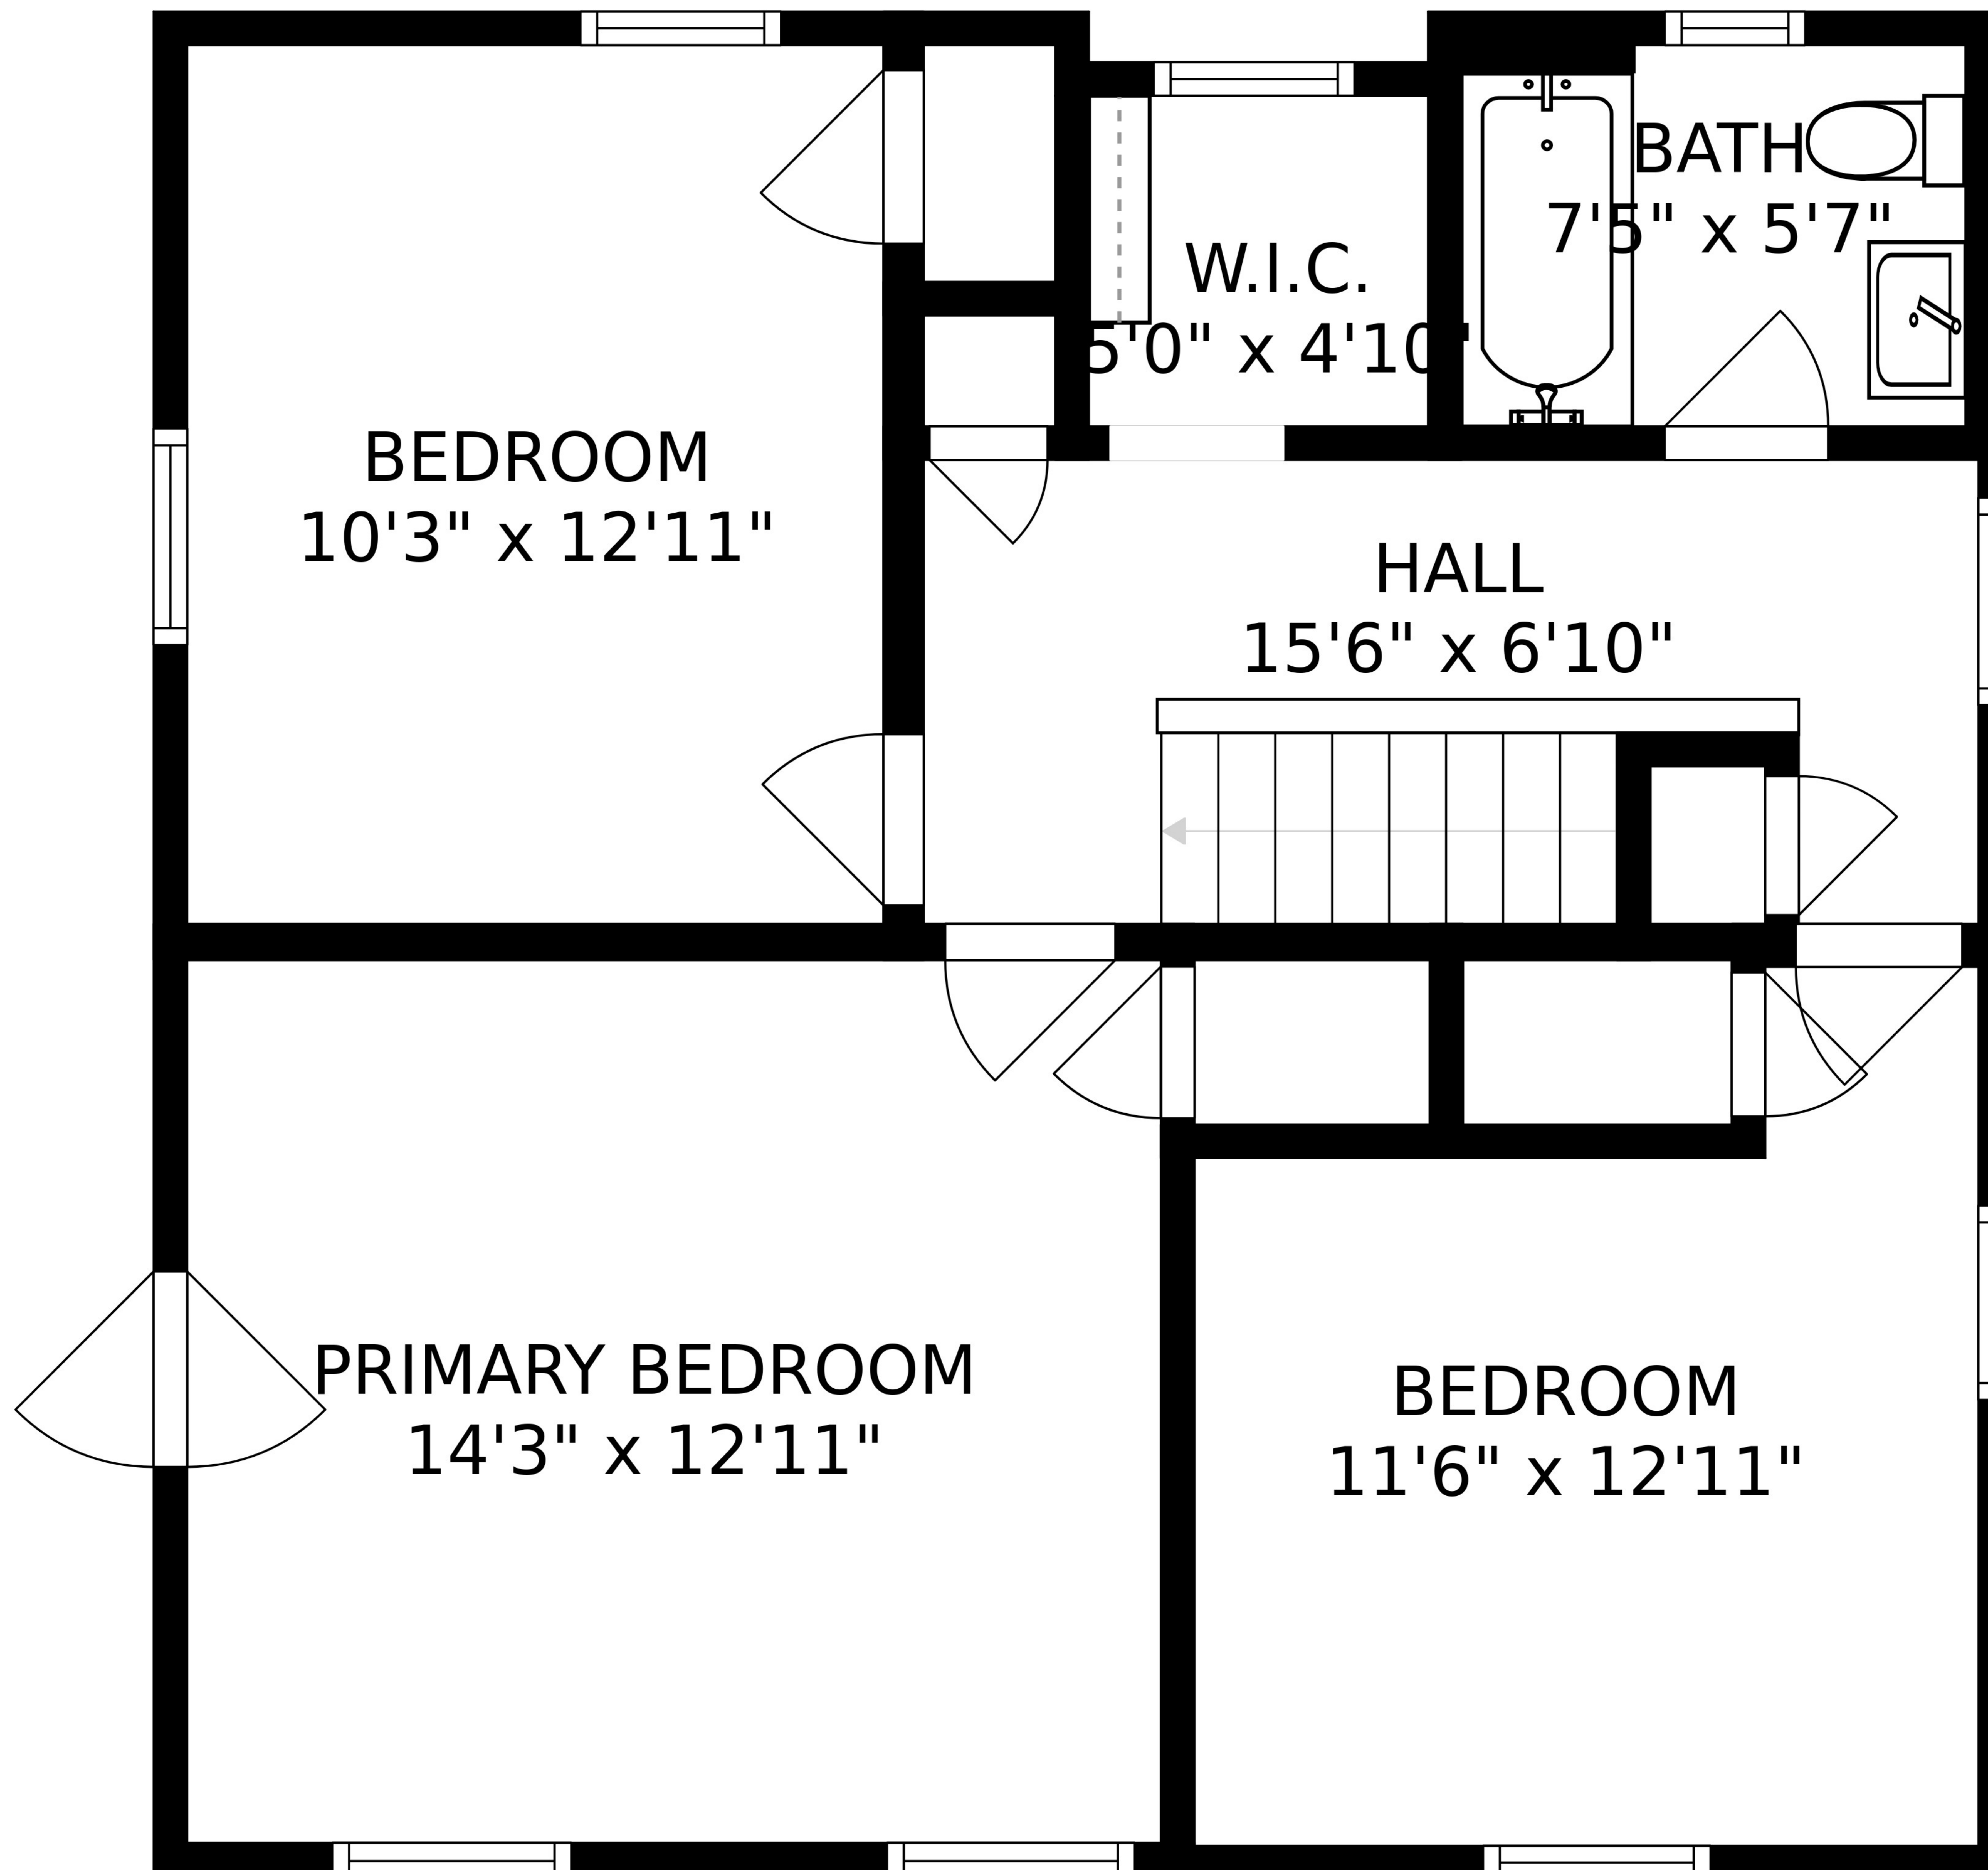 BATH
7'5" x 5'7"
W.I.C.
5'0" x 4'10"
BEDROOM
10'3" x 12'11"
HALL
15'6" x 6'10"
PRIMARY BEDROOM
14'3" x 12'11"
BEDROOM
11'6" x 12'11"